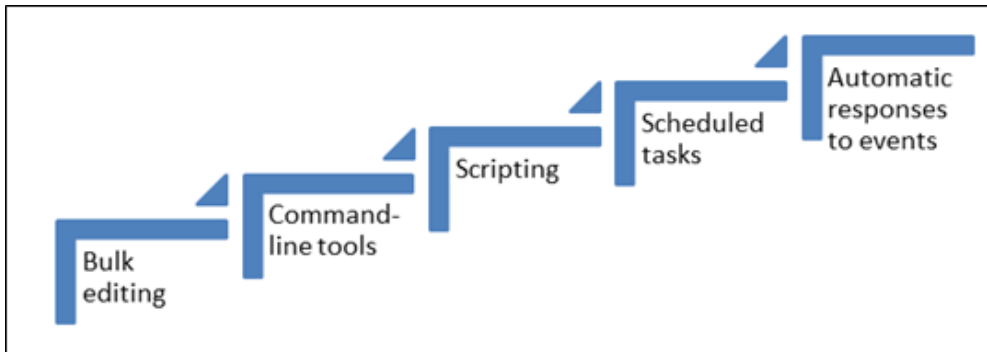 Bulk
editing
Command-
line tools
Scripting
Scheduled
tasks
Automatic
responses
to events